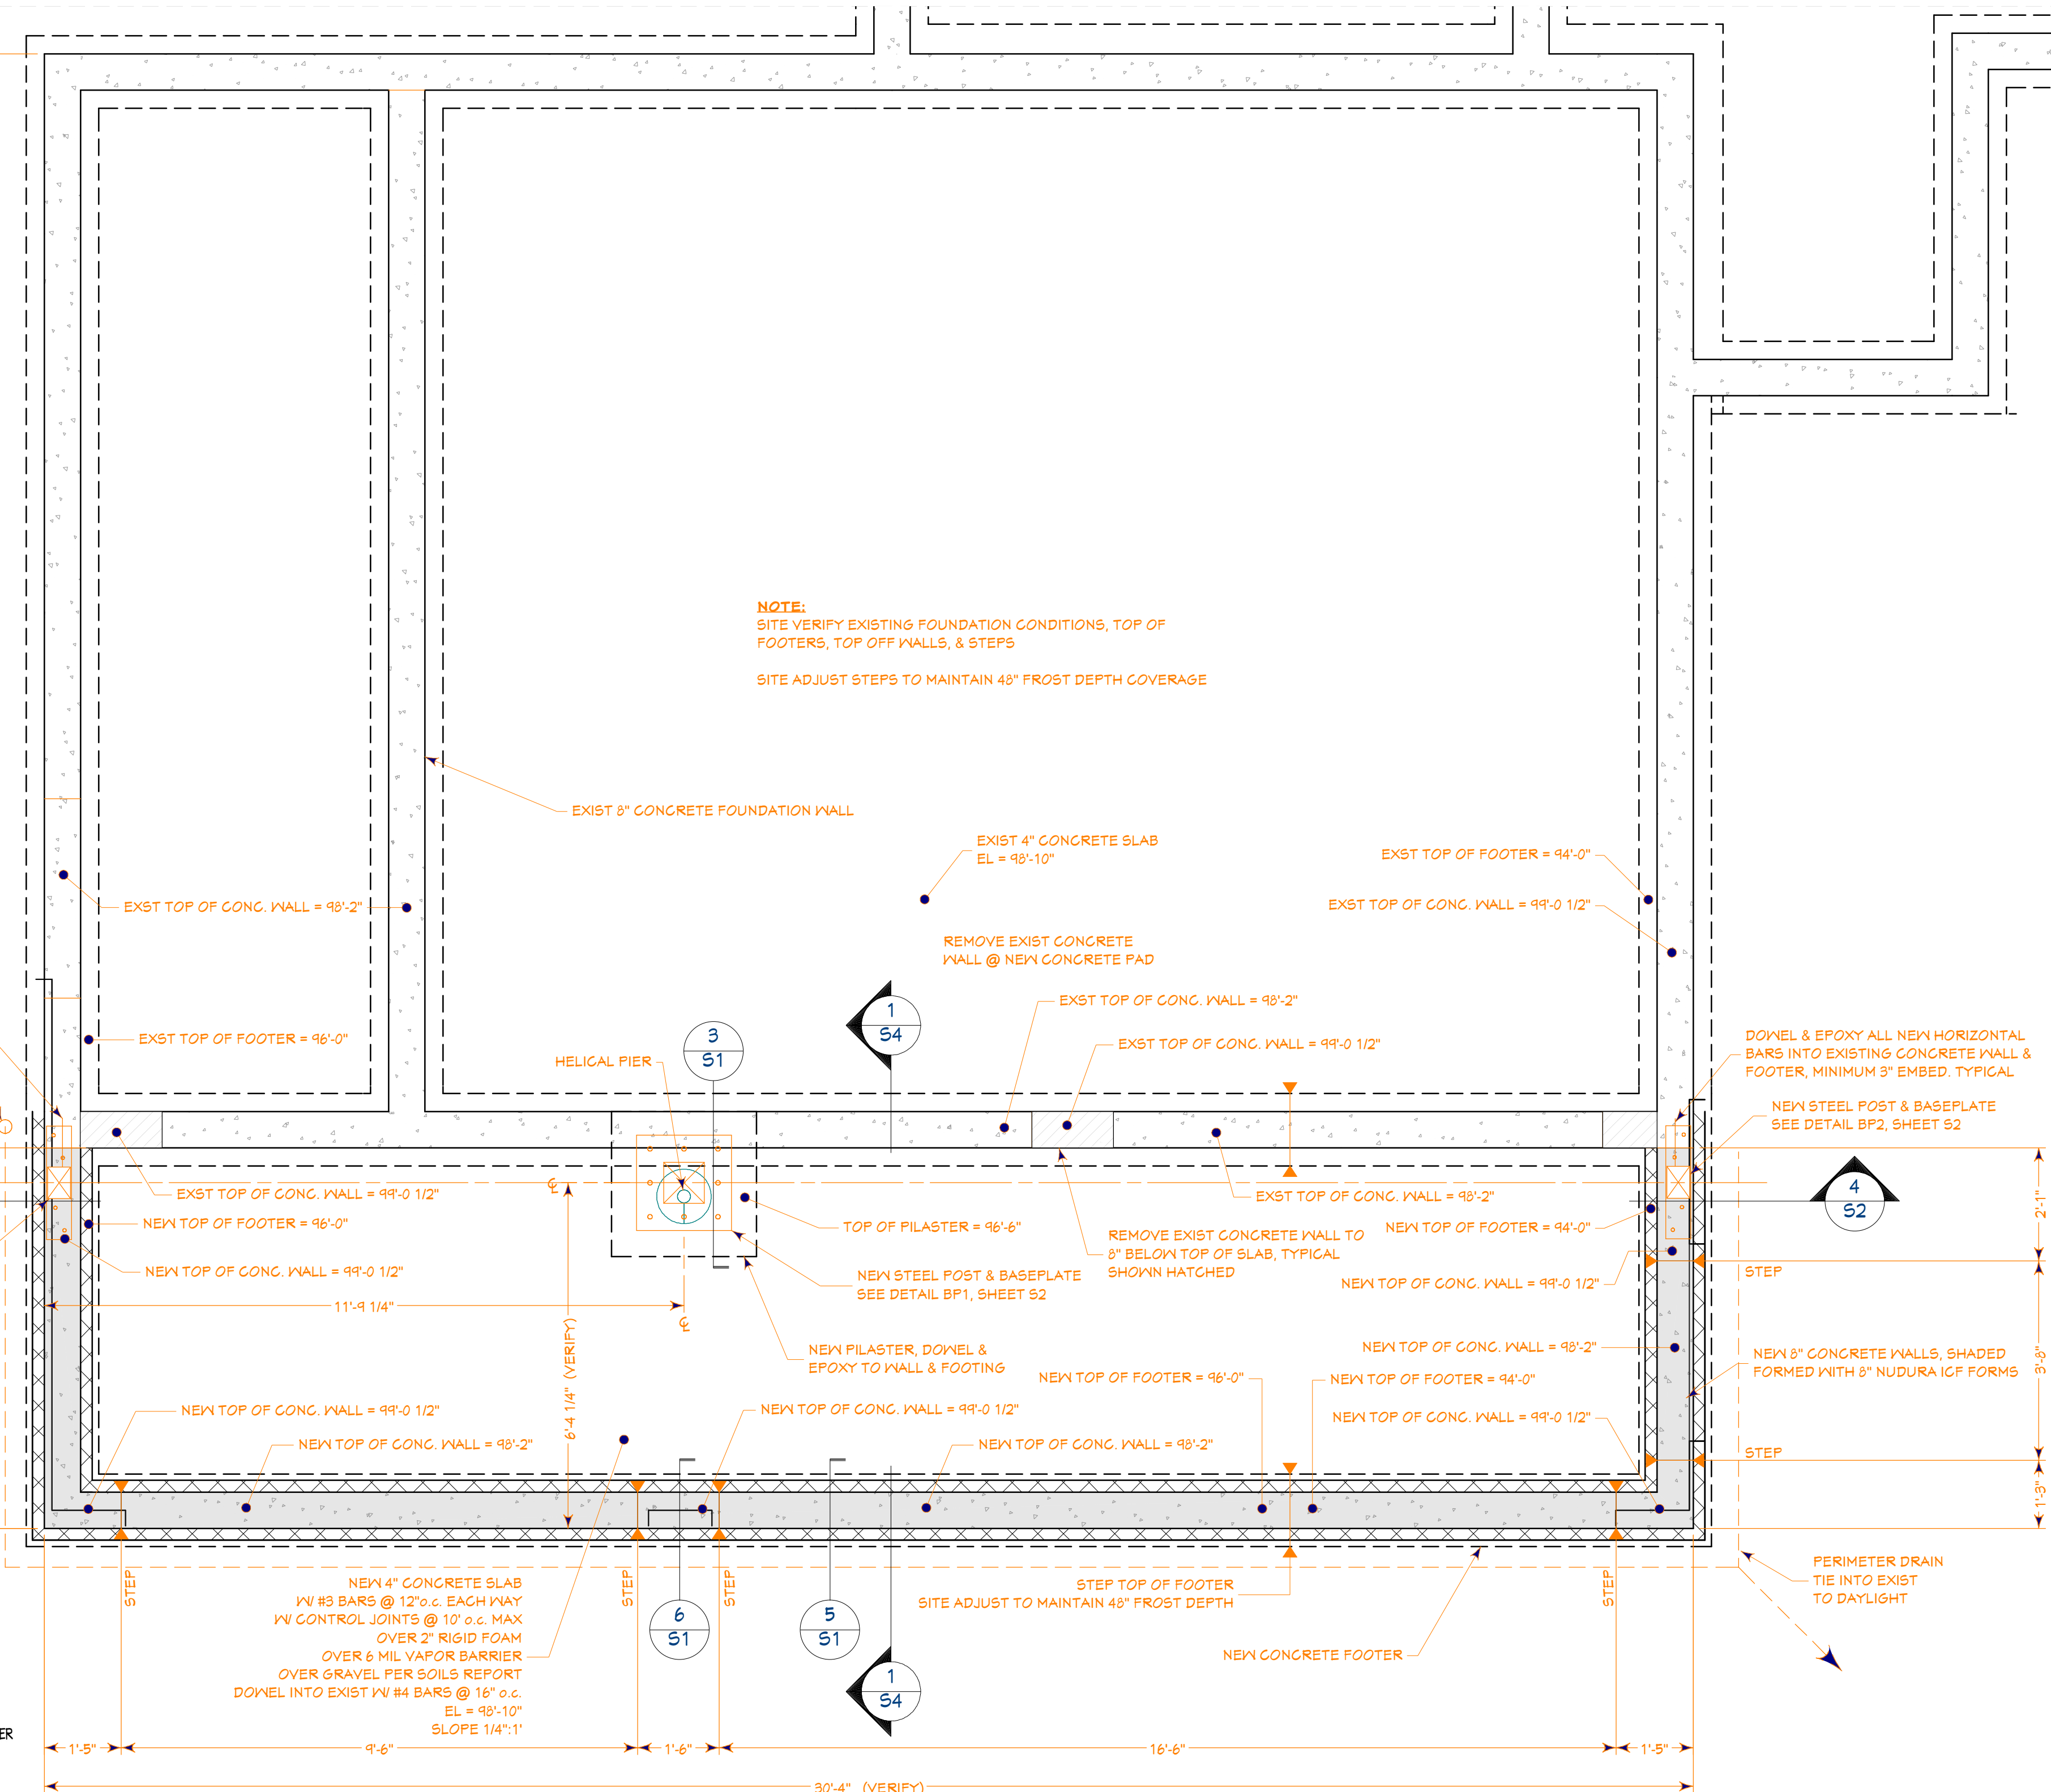 NOTE:
SITE VERIFY EXISTING FOUNDATION CONDITIONS, TOP OF
FOOTERS, TOP OFF WALLS, & STEPS
SITE ADJUST STEPS TO MAINTAIN 48" FROST DEPTH COVERAGE
EXIST 8" CONCRETE FOUNDATION WALL
EXIST 4" CONCRETE SLAB
EL = 98'-10"
EXST TOP OF FOOTER = 94'-0"
EXST TOP OF CONC. WALL = 98'-2"
EXST TOP OF CONC. WALL = 99'-0 1/2"
REMOVE EXIST CONCRETE
WALL @ NEW CONCRETE PAD
EXST TOP OF CONC. WALL = 98'-2"
EXST TOP OF FOOTER = 96'-0"
3
S1
1
S4
EXST TOP OF CONC. WALL = 99'-0 1/2"
HELICAL PIER
DOWEL & EPOXY ALL NEW HORIZONTAL
BARS INTO EXISTING CONCRETE WALL &
FOOTER, MINIMUM 3" EMBED. TYPICAL
NEW STEEL POST & BASEPLATE
SEE DETAIL BP2, SHEET S2
4
S2
EXST TOP OF CONC. WALL = 99'-0 1/2"
NEW TOP OF FOOTER = 96'-0"
NEW TOP OF CONC. WALL = 99'-0 1/2"
℄
TOP OF PILASTER = 96'-6"
EXST TOP OF CONC. WALL = 98'-2"
REMOVE EXIST CONCRETE WALL TO
8" BELOW TOP OF SLAB, TYPICAL
SHOWN HATCHED
NEW TOP OF FOOTER = 94'-0"
NEW TOP OF CONC. WALL = 99'-0 1/2"
2'-1"
STEP
NEW STEEL POST & BASEPLATE
SEE DETAIL BP1, SHEET S2
11'-9 1/4"
℄
6'-4 1/4" (VERIFY)
NEW PILASTER, DOWEL &
EPOXY TO WALL & FOOTING
NEW TOP OF CONC. WALL = 98'-2"
NEW 8" CONCRETE WALLS, SHADED
FORMED WITH 8" NUDURA ICF FORMS
3'-8"
NEW TOP OF FOOTER = 96'-0"
NEW TOP OF FOOTER = 94'-0"
NEW TOP OF CONC. WALL = 99'-0 1/2"
NEW TOP OF CONC. WALL = 99'-0 1/2"
NEW TOP OF CONC. WALL = 99'-0 1/2"
NEW TOP OF CONC. WALL = 98'-2"
NEW TOP OF CONC. WALL = 98'-2"
STEP
1'-3"
STEP
STEP
STEP
STEP
NEW 4" CONCRETE SLAB
W/ #3 BARS @ 12"o.c. EACH WAY
W/ CONTROL JOINTS @ 10' o.c. MAX
OVER 2" RIGID FOAM
OVER 6 MIL VAPOR BARRIER
OVER GRAVEL PER SOILS REPORT
DOWEL INTO EXIST W/ #4 BARS @ 16" o.c.
EL = 98'-10"
SLOPE 1/4":1'
6
S1
5
S1
1
S4
STEP TOP OF FOOTER
SITE ADJUST TO MAINTAIN 48" FROST DEPTH
NEW CONCRETE FOOTER
PERIMETER DRAIN
TIE INTO EXIST
TO DAYLIGHT
ER
1'-5"
9'-6"
1'-6"
16'-6"
1'-5"
30'-4" (VERIFY)